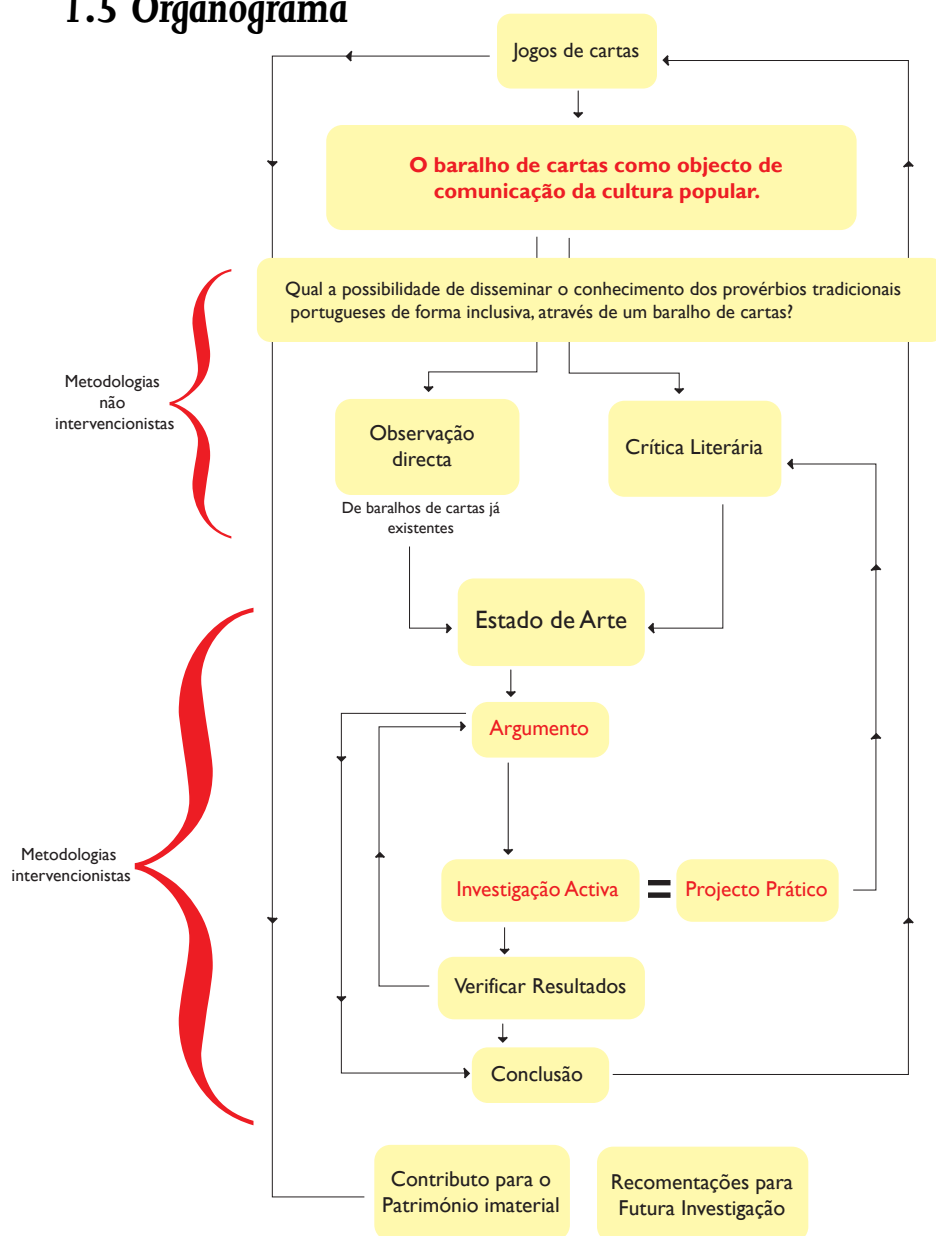 1.5 Organograma
Jogos de cartas
O baralho de cartas como objecto de
comunicação da cultura popular.
Qual a possibilidade de disseminar o conhecimento dos provérbios tradicionais
portugueses de forma inclusiva, através de um baralho de cartas?
Metodologias
não
intervencionistas
Observação
directa
Crítica Literária
De baralhos de cartas já
existentes
Estado de Arte
Argumento
Metodologias
intervencionistas
Investigação Activa
=
Projecto Prático
Verificar Resultados
Conclusão
Contributo para o
Património imaterial
Recomentações para
Futura Investigação